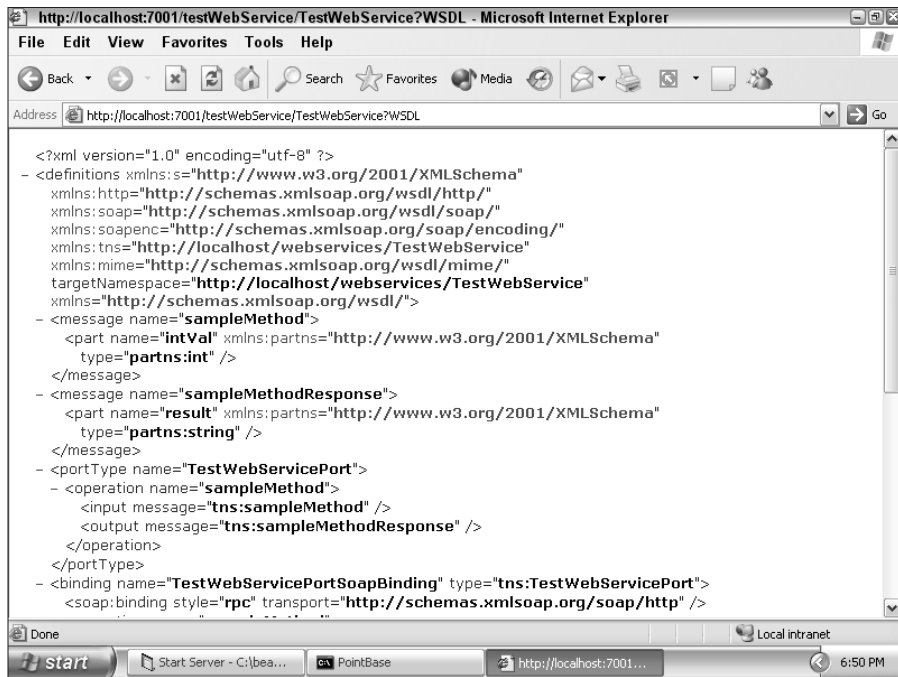 http://localhost:7001/testWebService/TestWebService?WSDL - Microsoft Internet Explorer
File Edit View Favorites Tools Help
Back Search Favorites Media
Address http://localhost:7001/testWebService/TestWebService?WSDL Go
<?xml version="1.0" encoding="utf-8" ?>
- <definitions xmlns:s="http://www.w3.org/2001/XMLSchema"
xmlns:http="http://schemas.xmlsoap.org/wsdl/http/"
xmlns:soap="http://schemas.xmlsoap.org/wsdl/soap/"
xmlns:soapenc="http://schemas.xmlsoap.org/soap/encoding/"
xmlns:tns="http://localhost/webservices/TestWebService"
xmlns:mime="http://schemas.xmlsoap.org/wsdl/mime/"
targetNamespace="http://localhost/webservices/TestWebService"
xmlns="http://schemas.xmlsoap.org/wsdl/">
- <message name="sampleMethod">
<part name="intVal" xmlns:partns="http://www.w3.org/2001/XMLSchema"
type="partns:int" />
</message>
- <message name="sampleMethodResponse">
<part name="result" xmlns:partns="http://www.w3.org/2001/XMLSchema"
type="partns:string" />
</message>
- <portType name="TestWebServicePort">
- <operation name="sampleMethod">
<input message="tns:sampleMethod" />
<output message="tns:sampleMethodResponse" />
</operation>
</portType>
- <binding name="TestWebServicePortSoapBinding" type="tns:TestWebServicePort">
<soap:binding style="rpc" transport="http://schemas.xmlsoap.org/soap/http" />
Done Local intranet
start Start Server - C:\bea... PointBase http://localhost:7001... 6:50 PM